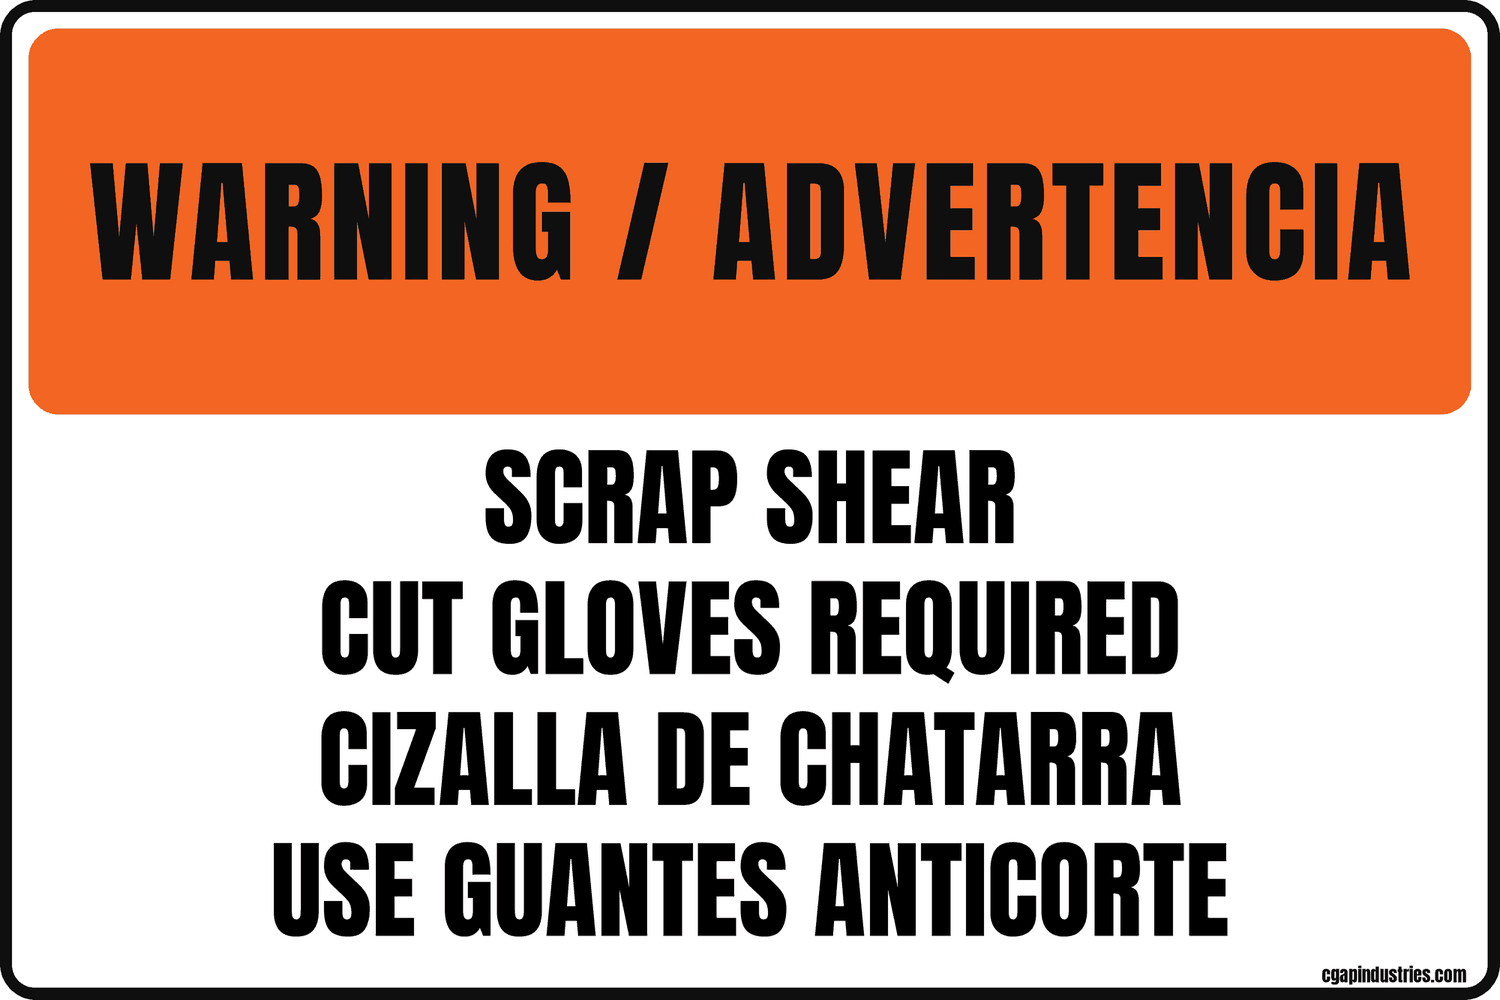 WARNING / ADVERTENCIA
SCRAP SHEAR
CUT GLOVES REQUIRED
CIZALLA DE CHATARRA
USE GUANTES ANTICORTE
cgapindustries.com